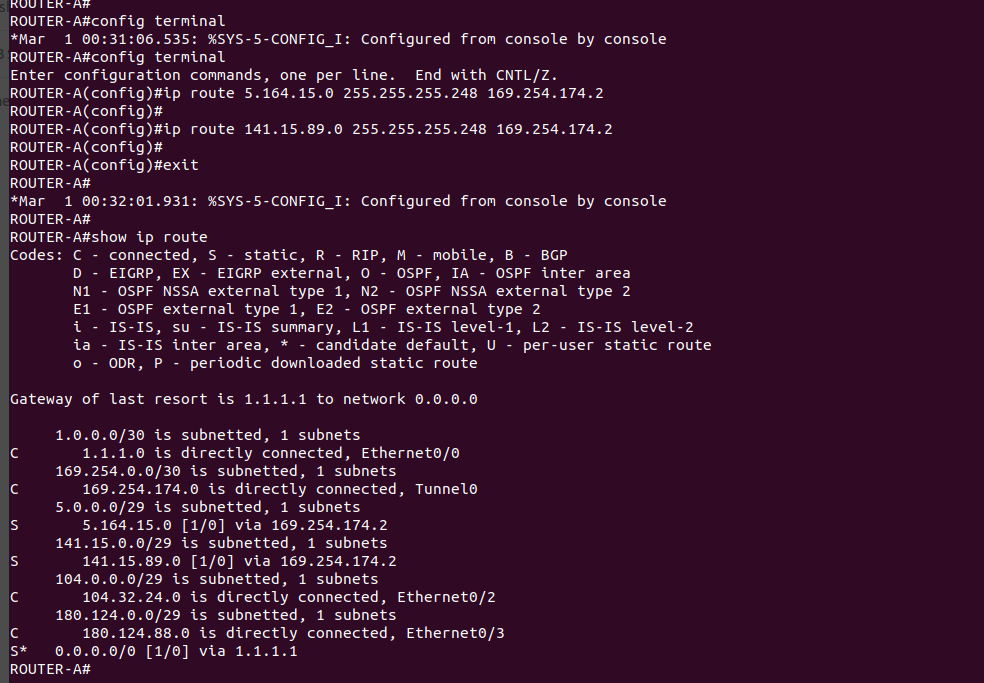 ROUTER-A#
ROUTER-A#config terminal
*Mar  1 00:31:06.535: %SYS-5-CONFIG_I: Configured from console by console
ROUTER-A#config terminal
Enter configuration commands, one per line.  End with CNTL/Z.
ROUTER-A(config)#ip route 5.164.15.0 255.255.255.248 169.254.174.2
ROUTER-A(config)#
ROUTER-A(config)#ip route 141.15.89.0 255.255.255.248 169.254.174.2
ROUTER-A(config)#
ROUTER-A(config)#exit
ROUTER-A#
*Mar  1 00:32:01.931: %SYS-5-CONFIG_I: Configured from console by console
ROUTER-A#
ROUTER-A#show ip route
Codes: C - connected, S - static, R - RIP, M - mobile, B - BGP
       D - EIGRP, EX - EIGRP external, O - OSPF, IA - OSPF inter area
       N1 - OSPF NSSA external type 1, N2 - OSPF NSSA external type 2
       E1 - OSPF external type 1, E2 - OSPF external type 2
       i - IS-IS, su - IS-IS summary, L1 - IS-IS level-1, L2 - IS-IS level-2
       ia - IS-IS inter area, * - candidate default, U - per-user static route
       o - ODR, P - periodic downloaded static route
Gateway of last resort is 1.1.1.1 to network 0.0.0.0
     1.0.0.0/30 is subnetted, 1 subnets
C       1.1.1.0 is directly connected, Ethernet0/0
     169.254.0.0/30 is subnetted, 1 subnets
C       169.254.174.0 is directly connected, Tunnel0
     5.0.0.0/29 is subnetted, 1 subnets
S       5.164.15.0 [1/0] via 169.254.174.2
     141.15.0.0/29 is subnetted, 1 subnets
S       141.15.89.0 [1/0] via 169.254.174.2
     104.0.0.0/29 is subnetted, 1 subnets
C       104.32.24.0 is directly connected, Ethernet0/2
     180.124.0.0/29 is subnetted, 1 subnets
C       180.124.88.0 is directly connected, Ethernet0/3
S*   0.0.0.0/0 [1/0] via 1.1.1.1
ROUTER-A#